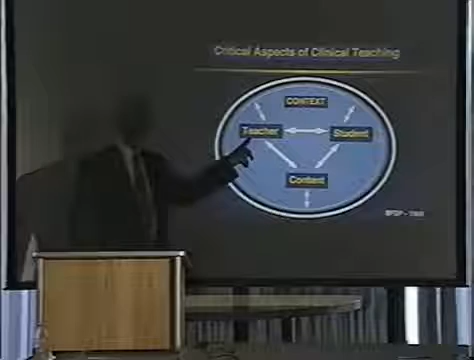 Critical Aspects of Clinical Teaching
CONTEXT
Teacher
Student
Content